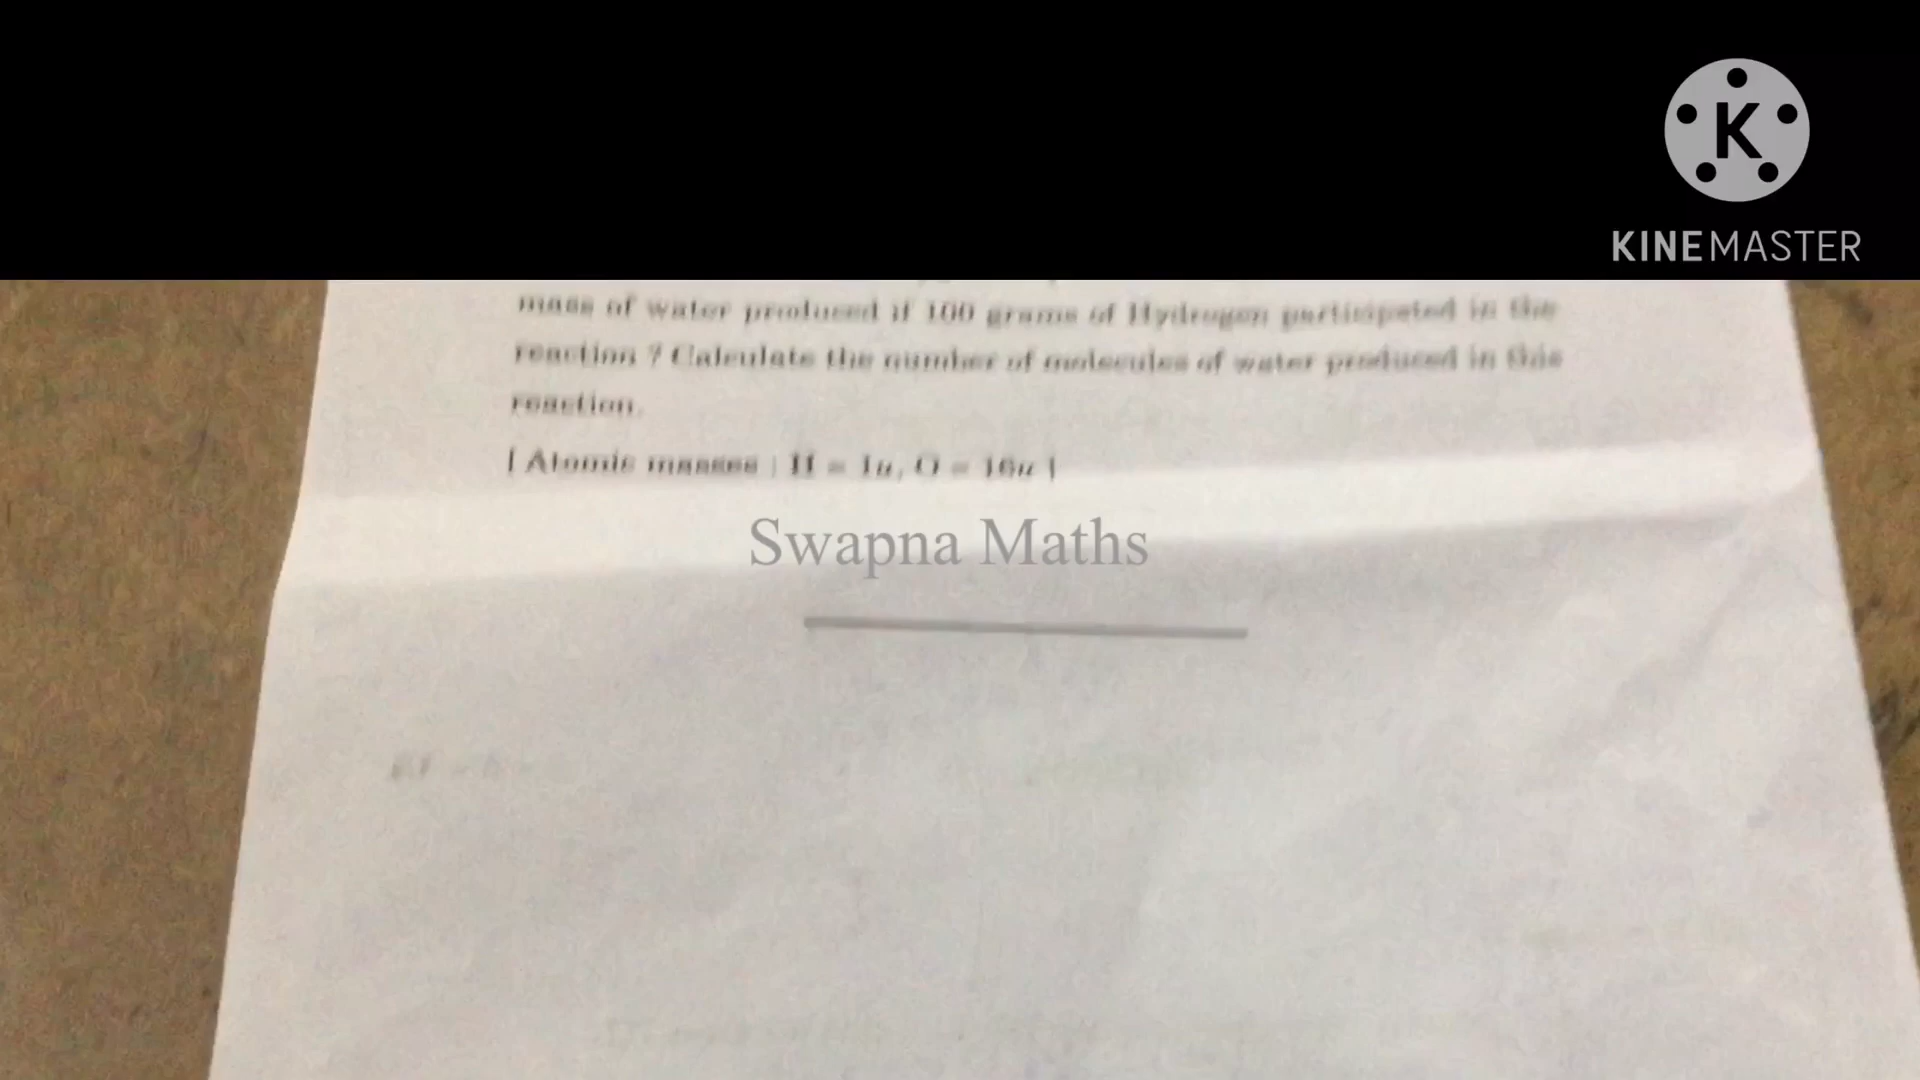 K
KINEMASTER
mass of water produced if 100 grams of Hydrogen participated in the
reaction ? Calculate the number of molecules of water produced in this
reaction.
[ Atomic masses : H = 1u, O = 16u ]
Swapna Maths